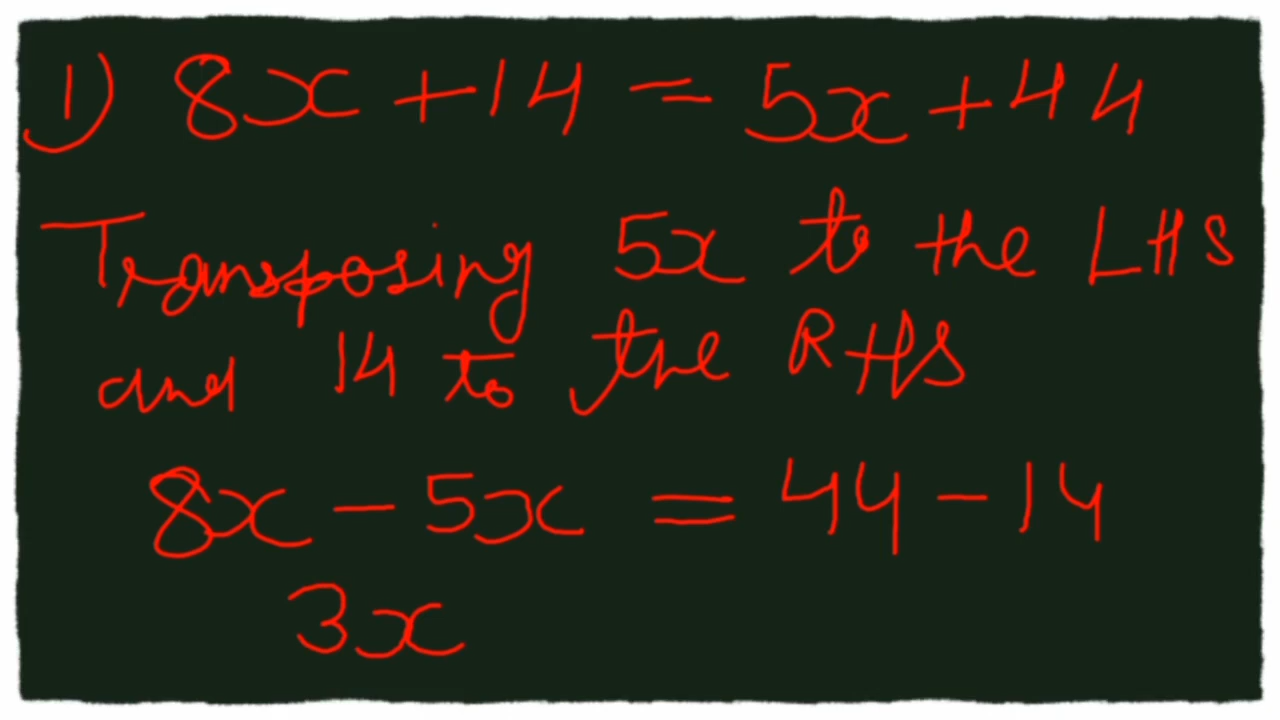 1) 8x + 14 = 5x + 44
Transposing 5x to the LHS
and 14 to the RHS
8x - 5x = 44 - 14
3x